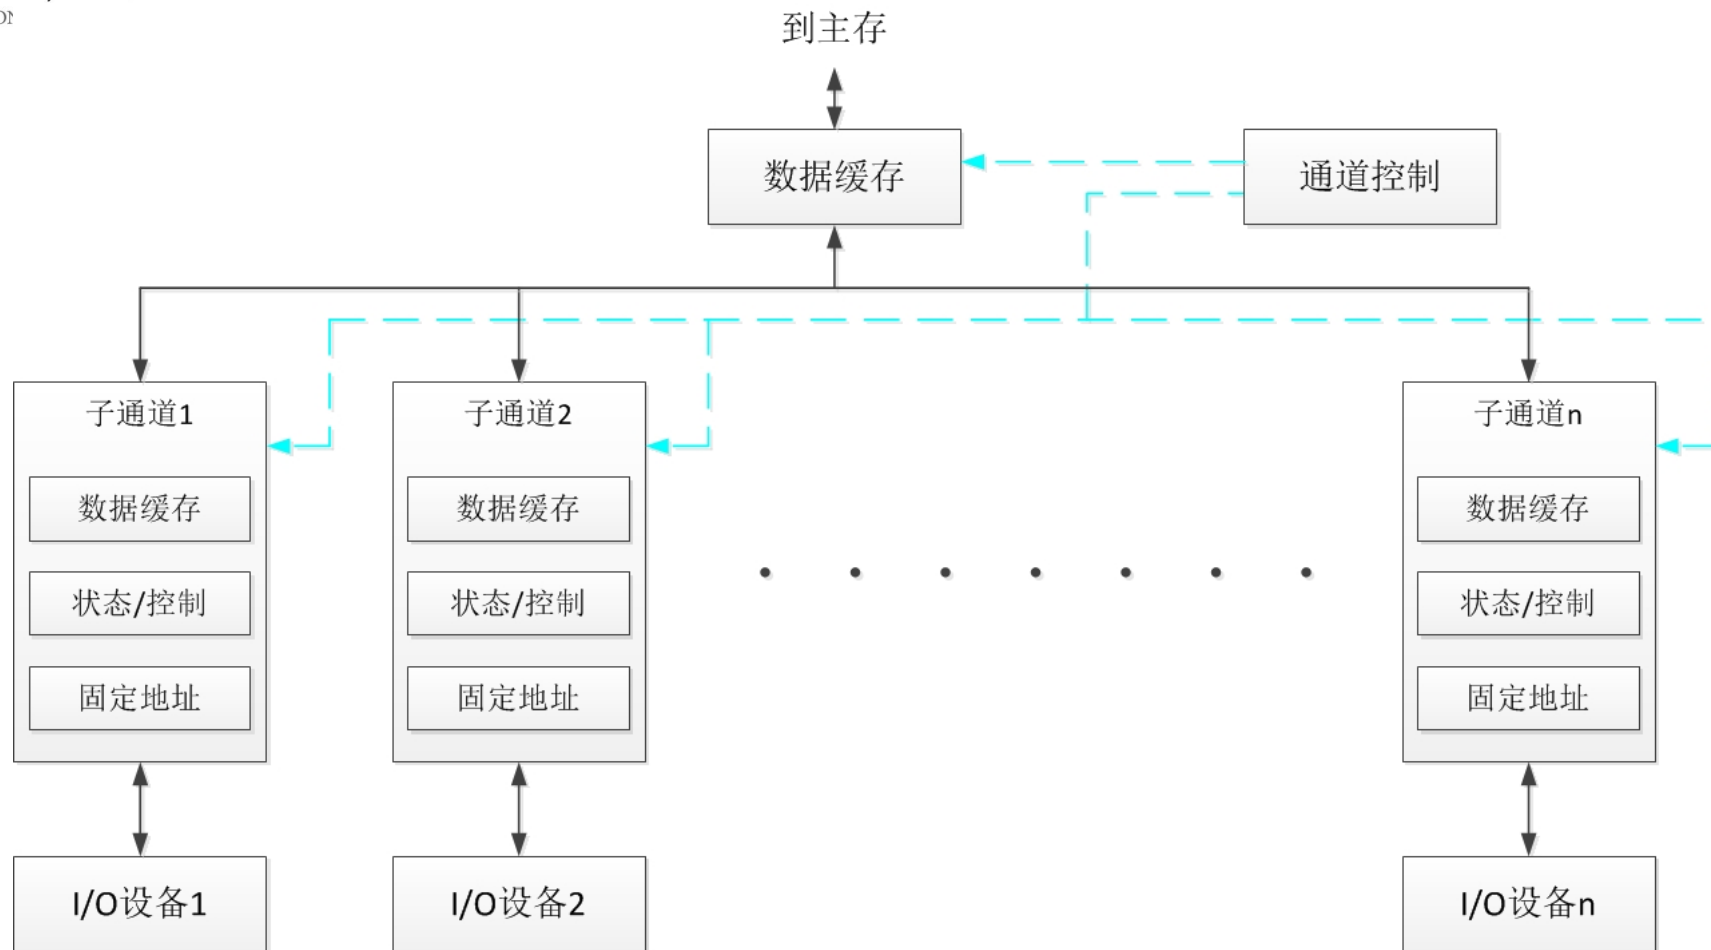 到主存
数据缓存
通道控制
子通道1
子通道2
子通道n
数据缓存
数据缓存
数据缓存
状态/控制
状态/控制
状态/控制
固定地址
固定地址
固定地址
I/O设备1
I/O设备2
I/O设备n